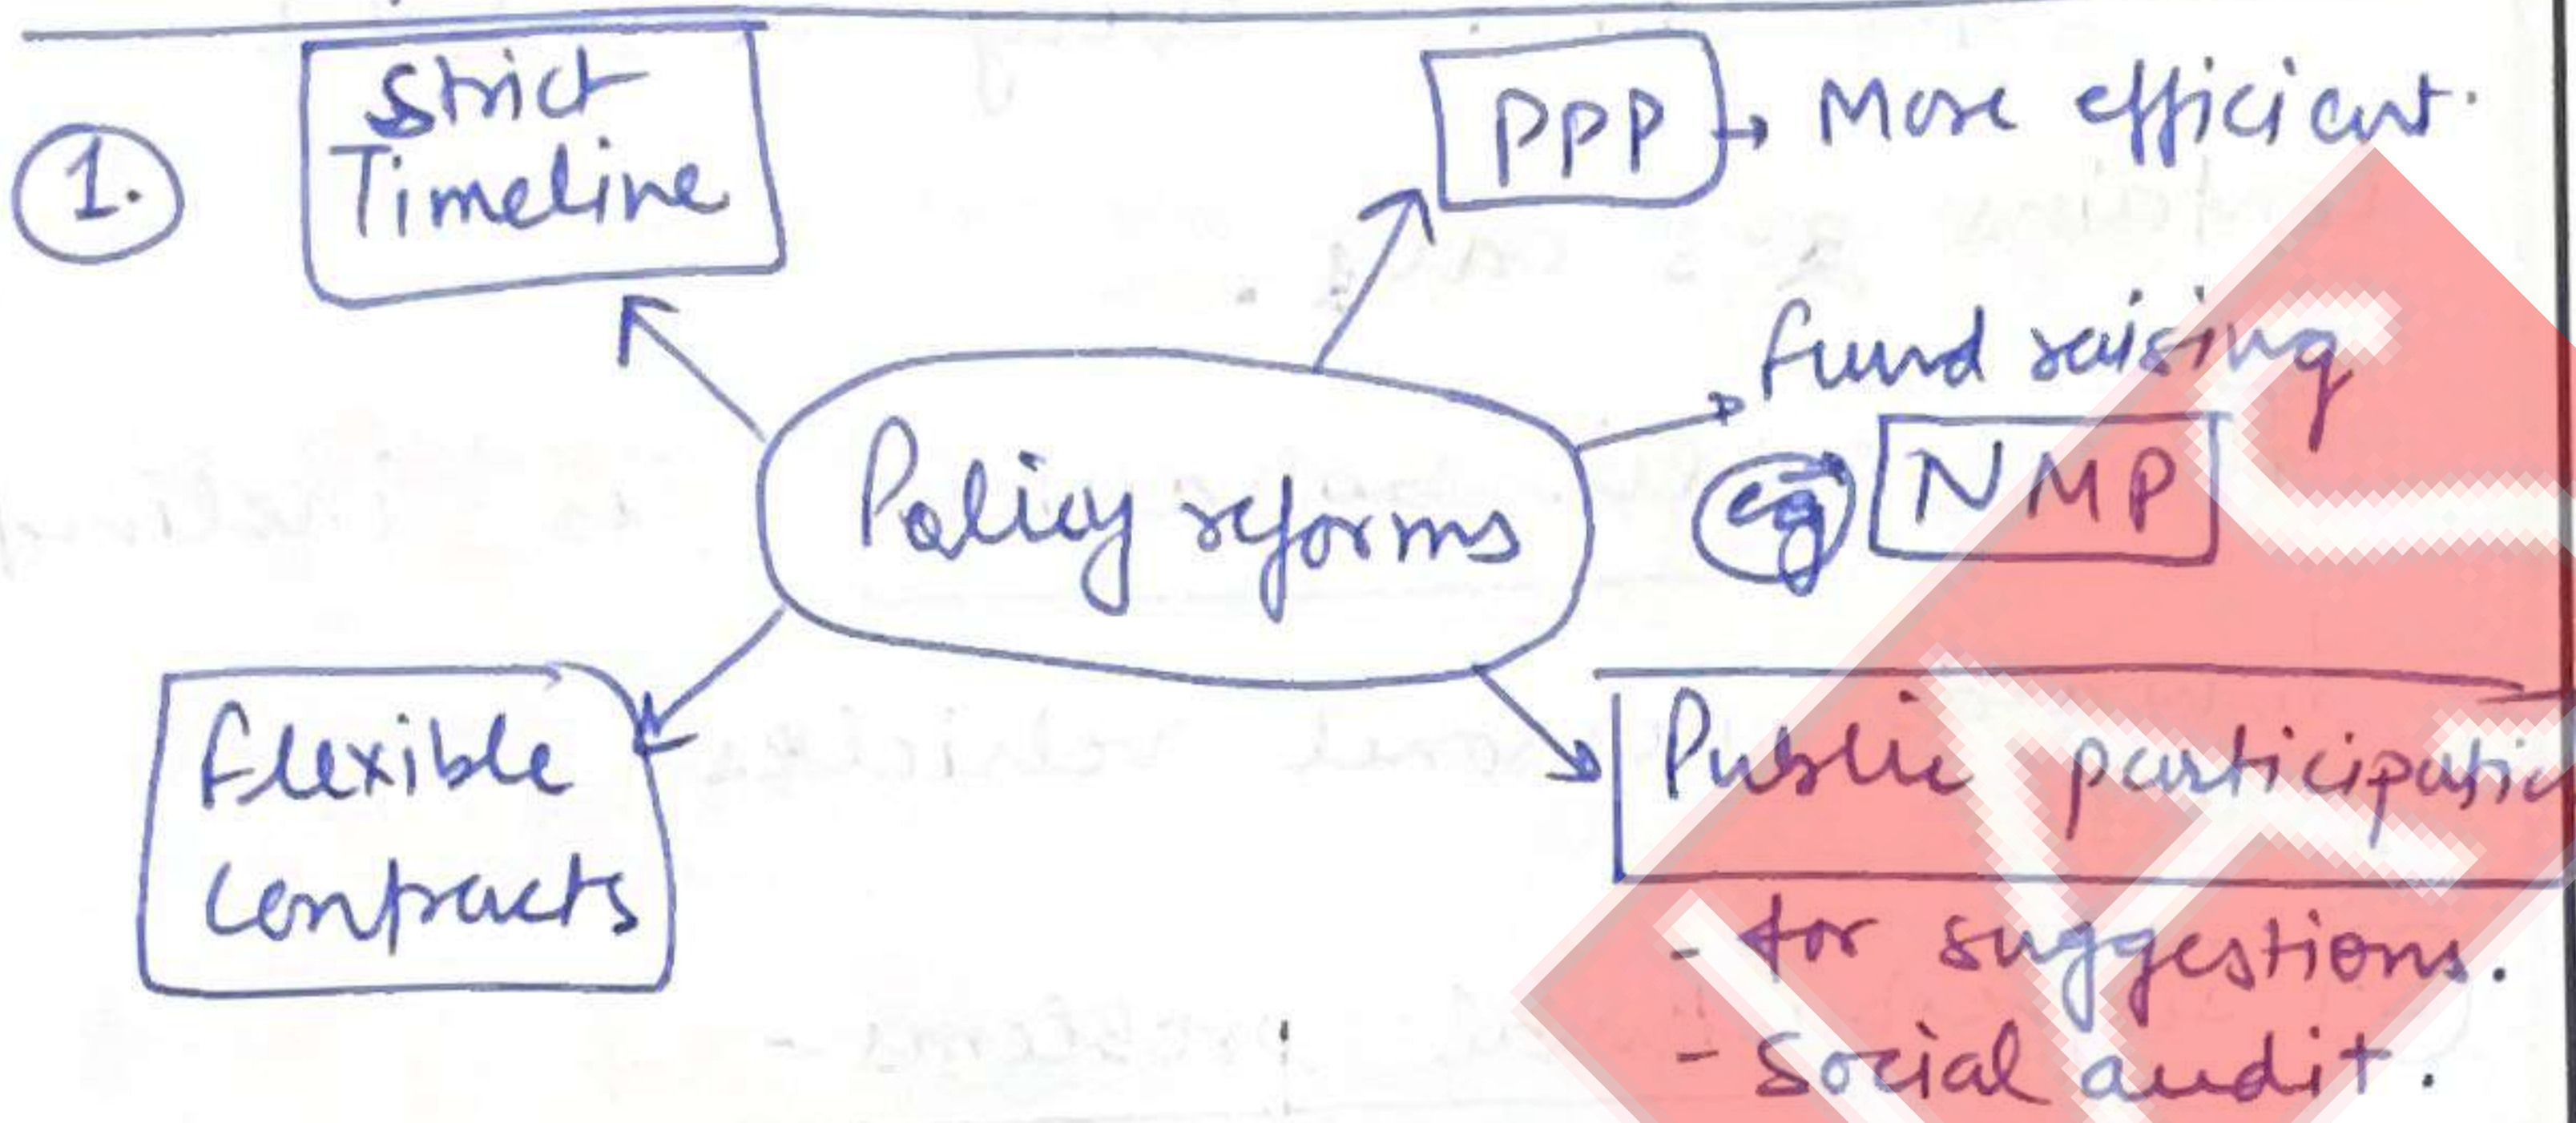 1.
Strict
Timeline
PPP → More efficient.
Fund raising
eg NMP
Policy reforms
Flexible
Contracts
Public participatio
- for suggestions.
- Social audit.